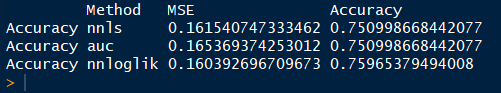 Method MSE Accuracy
Accuracy nnls 0.161540747333462 0.750998668442077
Accuracy auc 0.165369374253012 0.750998668442077
Accuracy nnloglik 0.160392696709673 0.75965379494008
>